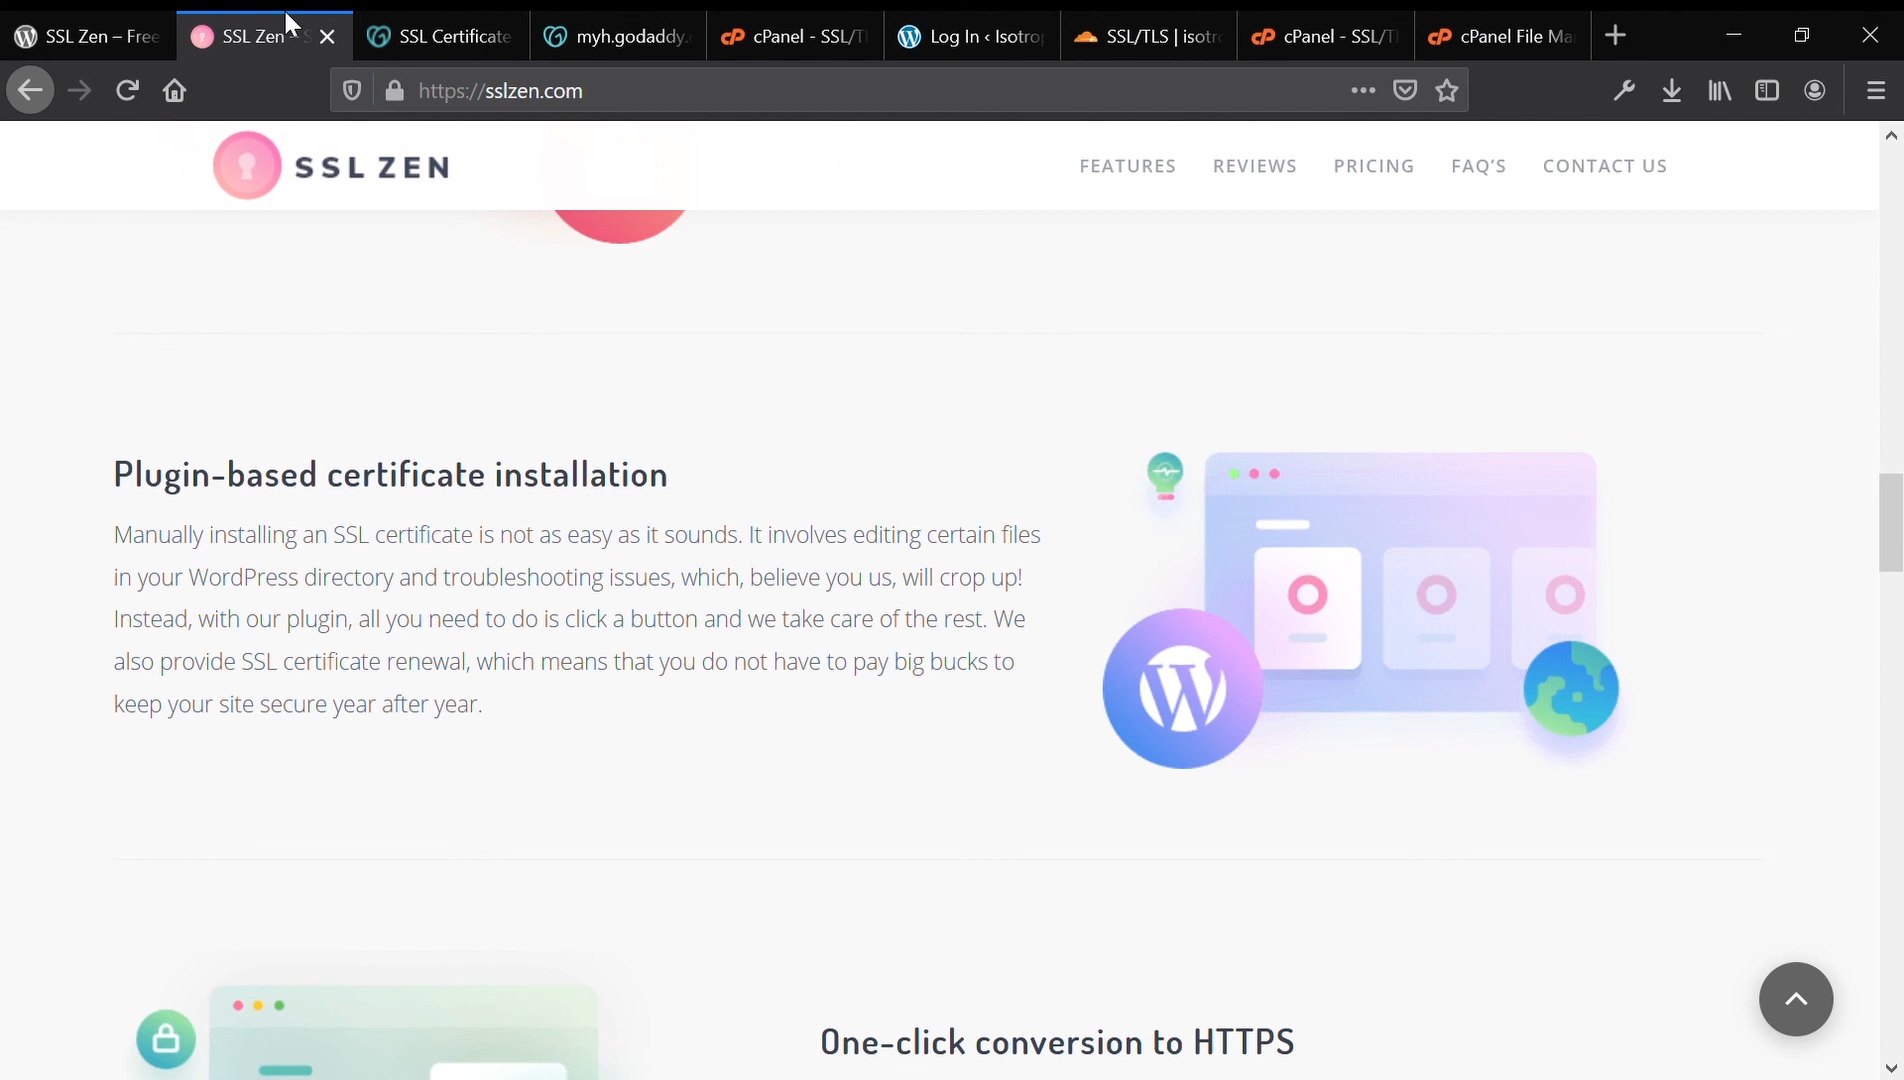 SSL Zen – Free
SSL Zen -
SSL Certificate
myh.godaddy.
cPanel - SSL/TL
Log In ‹ Isotrop
SSL/TLS | isotro
cPanel - SSL/TL
cPanel File Ma
https://sslzen.com
SSL ZEN
FEATURES
REVIEWS
PRICING
FAQ'S
CONTACT US
Plugin-based certificate installation
Manually installing an SSL certificate is not as easy as it sounds. It involves editing certain files
in your WordPress directory and troubleshooting issues, which, believe you us, will crop up!
Instead, with our plugin, all you need to do is click a button and we take care of the rest. We
also provide SSL certificate renewal, which means that you do not have to pay big bucks to
keep your site secure year after year.
One-click conversion to HTTPS